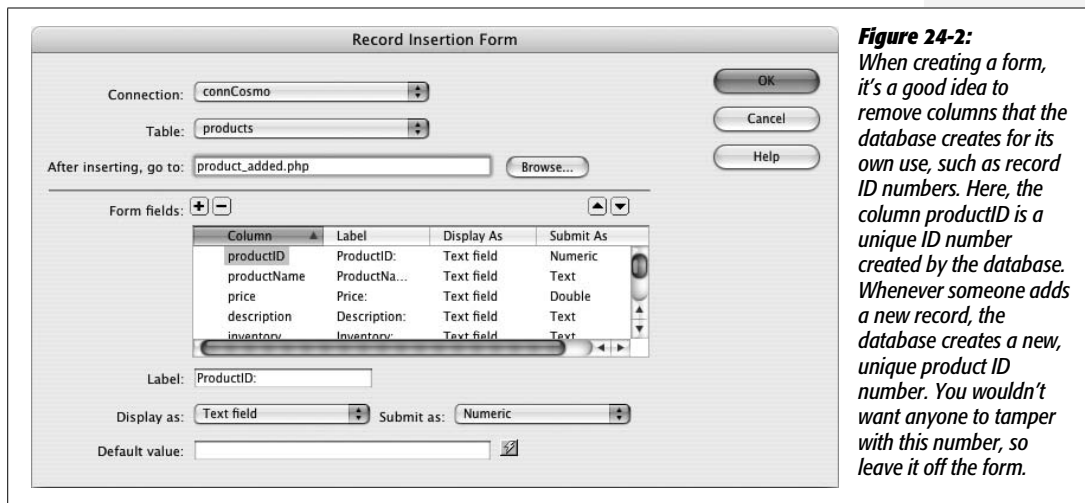 Record Insertion Form
Connection: connCosmo
Table: products
After inserting, go to: product_added.php Browse...
Form fields:
Column Label Display As Submit As
productID ProductID: Text field Numeric
productName ProductNa... Text field Text
price Price: Text field Double
description Description: Text field Text
inventory Inventory: Text field Text
Label: ProductID:
Display as: Text field Submit as: Numeric
Default value:
OK
Cancel
Help
Figure 24-2:
When creating a form,
it's a good idea to
remove columns that the
database creates for its
own use, such as record
ID numbers. Here, the
column productID is a
unique ID number
created by the database.
Whenever someone adds
a new record, the
database creates a new,
unique product ID
number. You wouldn't
want anyone to tamper
with this number, so
leave it off the form.